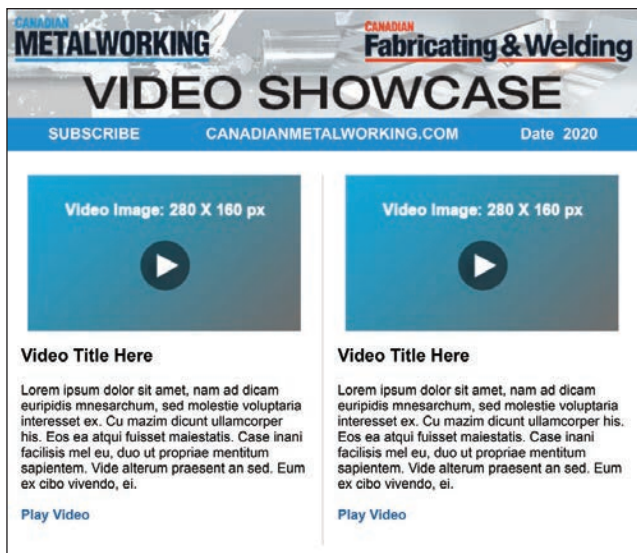 CANADIAN
METALWORKING
CANADIAN
Fabricating & Welding
VIDEO SHOWCASE
SUBSCRIBE CANADIANMETALWORKING.COM Date 2020
Video Image: 280 X 160 px
Video Title Here
Lorem ipsum dolor sit amet, nam ad dicam
euripidis mnesarchum, sed molestie voluptaria
interesset ex. Cu mazim dicunt ullamcorper
his. Eos ea atqui fuisset maiestatis. Case inani
facilisis mel eu, duo ut propriae mentitum
sapientem. Vide alterum praesent an sed. Eum
ex cibo vivendo, ei.
Play Video
Video Image: 280 X 160 px
Video Title Here
Lorem ipsum dolor sit amet, nam ad dicam
euripidis mnesarchum, sed molestie voluptaria
interesset ex. Cu mazim dicunt ullamcorper his.
Eos ea atqui fuisset maiestatis. Case inani
facilisis mel eu, duo ut propriae mentitum
sapientem. Vide alterum praesent an sed. Eum
ex cibo vivendo, ei.
Play Video